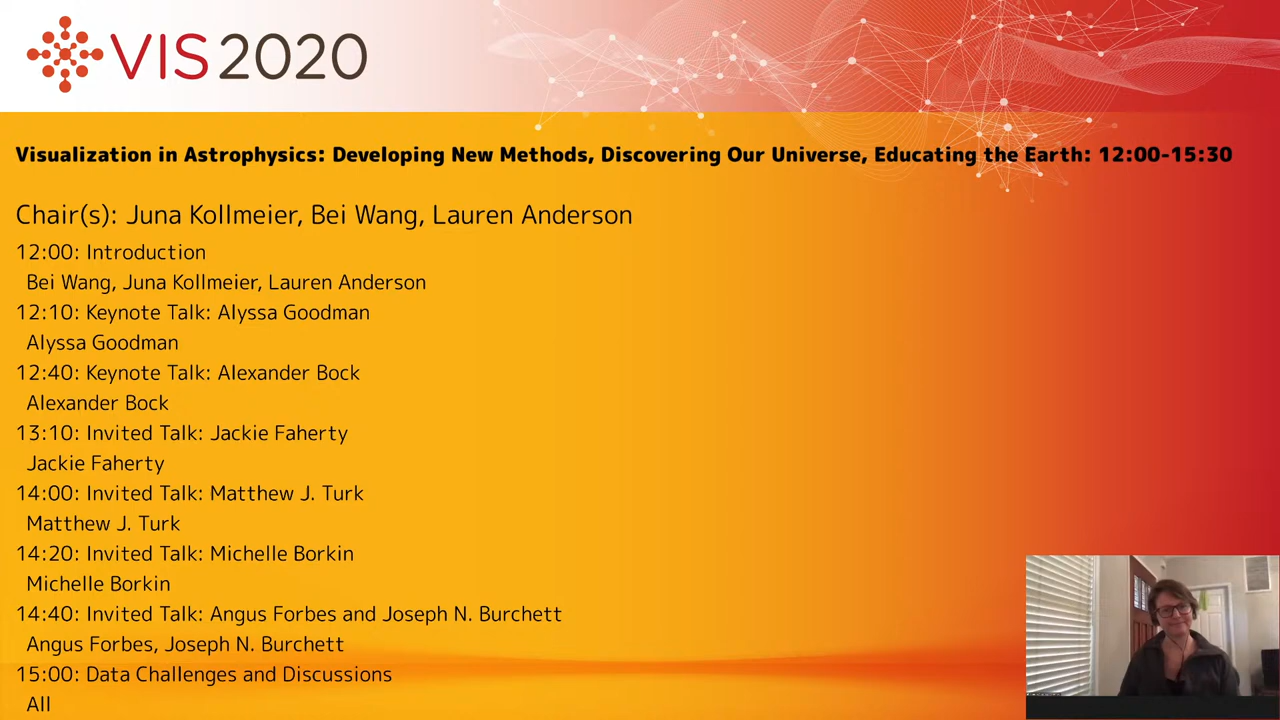 VIS2020
Visualization in Astrophysics: Developing New Methods, Discovering Our Universe, Educating the Earth: 12:00-15:30
Chair(s): Juna Kollmeier, Bei Wang, Lauren Anderson
12:00: Introduction
Bei Wang, Juna Kollmeier, Lauren Anderson
12:10: Keynote Talk: Alyssa Goodman
Alyssa Goodman
12:40: Keynote Talk: Alexander Bock
Alexander Bock
13:10: Invited Talk: Jackie Faherty
Jackie Faherty
14:00: Invited Talk: Matthew J. Turk
Matthew J. Turk
14:20: Invited Talk: Michelle Borkin
Michelle Borkin
14:40: Invited Talk: Angus Forbes and Joseph N. Burchett
Angus Forbes, Joseph N. Burchett
15:00: Data Challenges and Discussions
All